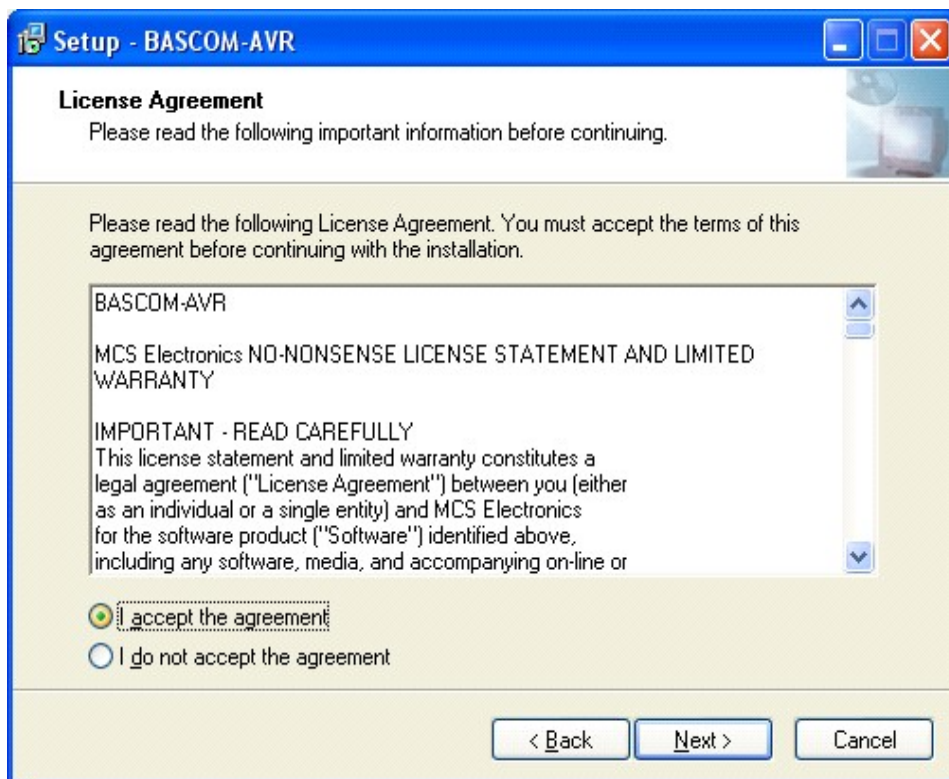 Setup - BASCOM-AVR
License Agreement
Please read the following important information before continuing.
Please read the following License Agreement. You must accept the terms of this
agreement before continuing with the installation.
BASCOM-AVR
MCS Electronics NO-NONSENSE LICENSE STATEMENT AND LIMITED
WARRANTY
IMPORTANT - READ CAREFULLY
This license statement and limited warranty constitutes a
legal agreement ("License Agreement") between you (either
as an individual or a single entity) and MCS Electronics
for the software product ("Software") identified above,
including any software, media, and accompanying on-line or
I accept the agreement
I do not accept the agreement
< Back Next > Cancel